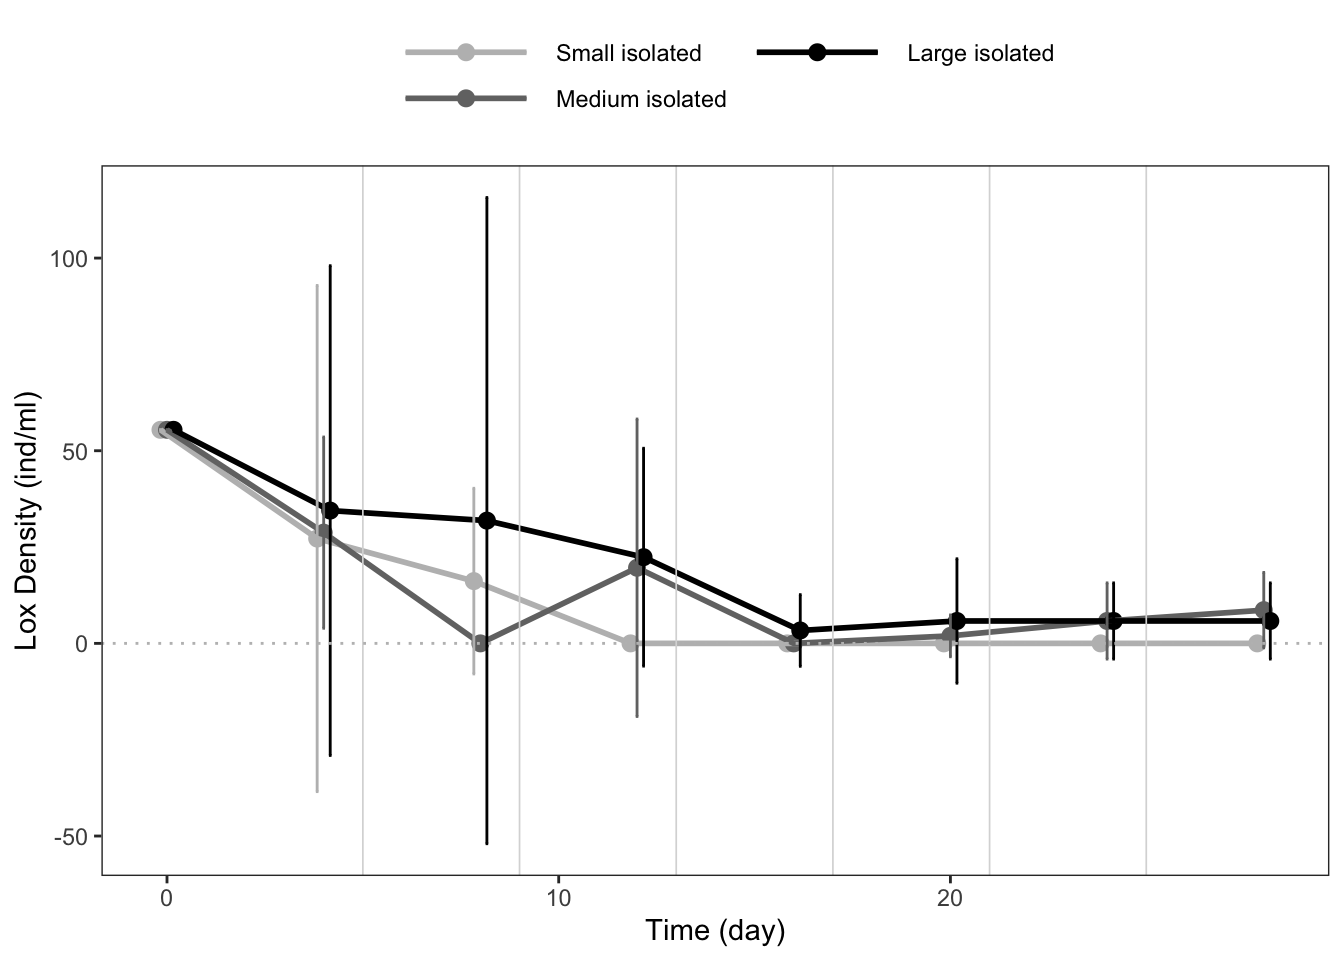 Small isolated
Large isolated
Medium isolated
100
50
0
-50
Lox Density (ind/ml)
0
10
20
Time (day)